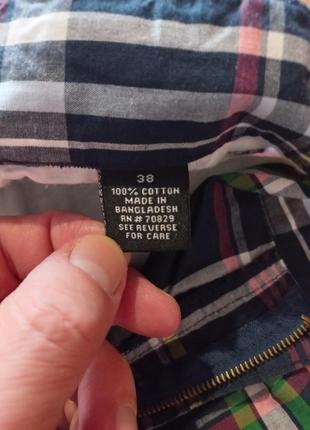 38
100% COTTON
MADE IN
BANGLADESH
RN# 70829
SEE REVERSE
FOR CARE